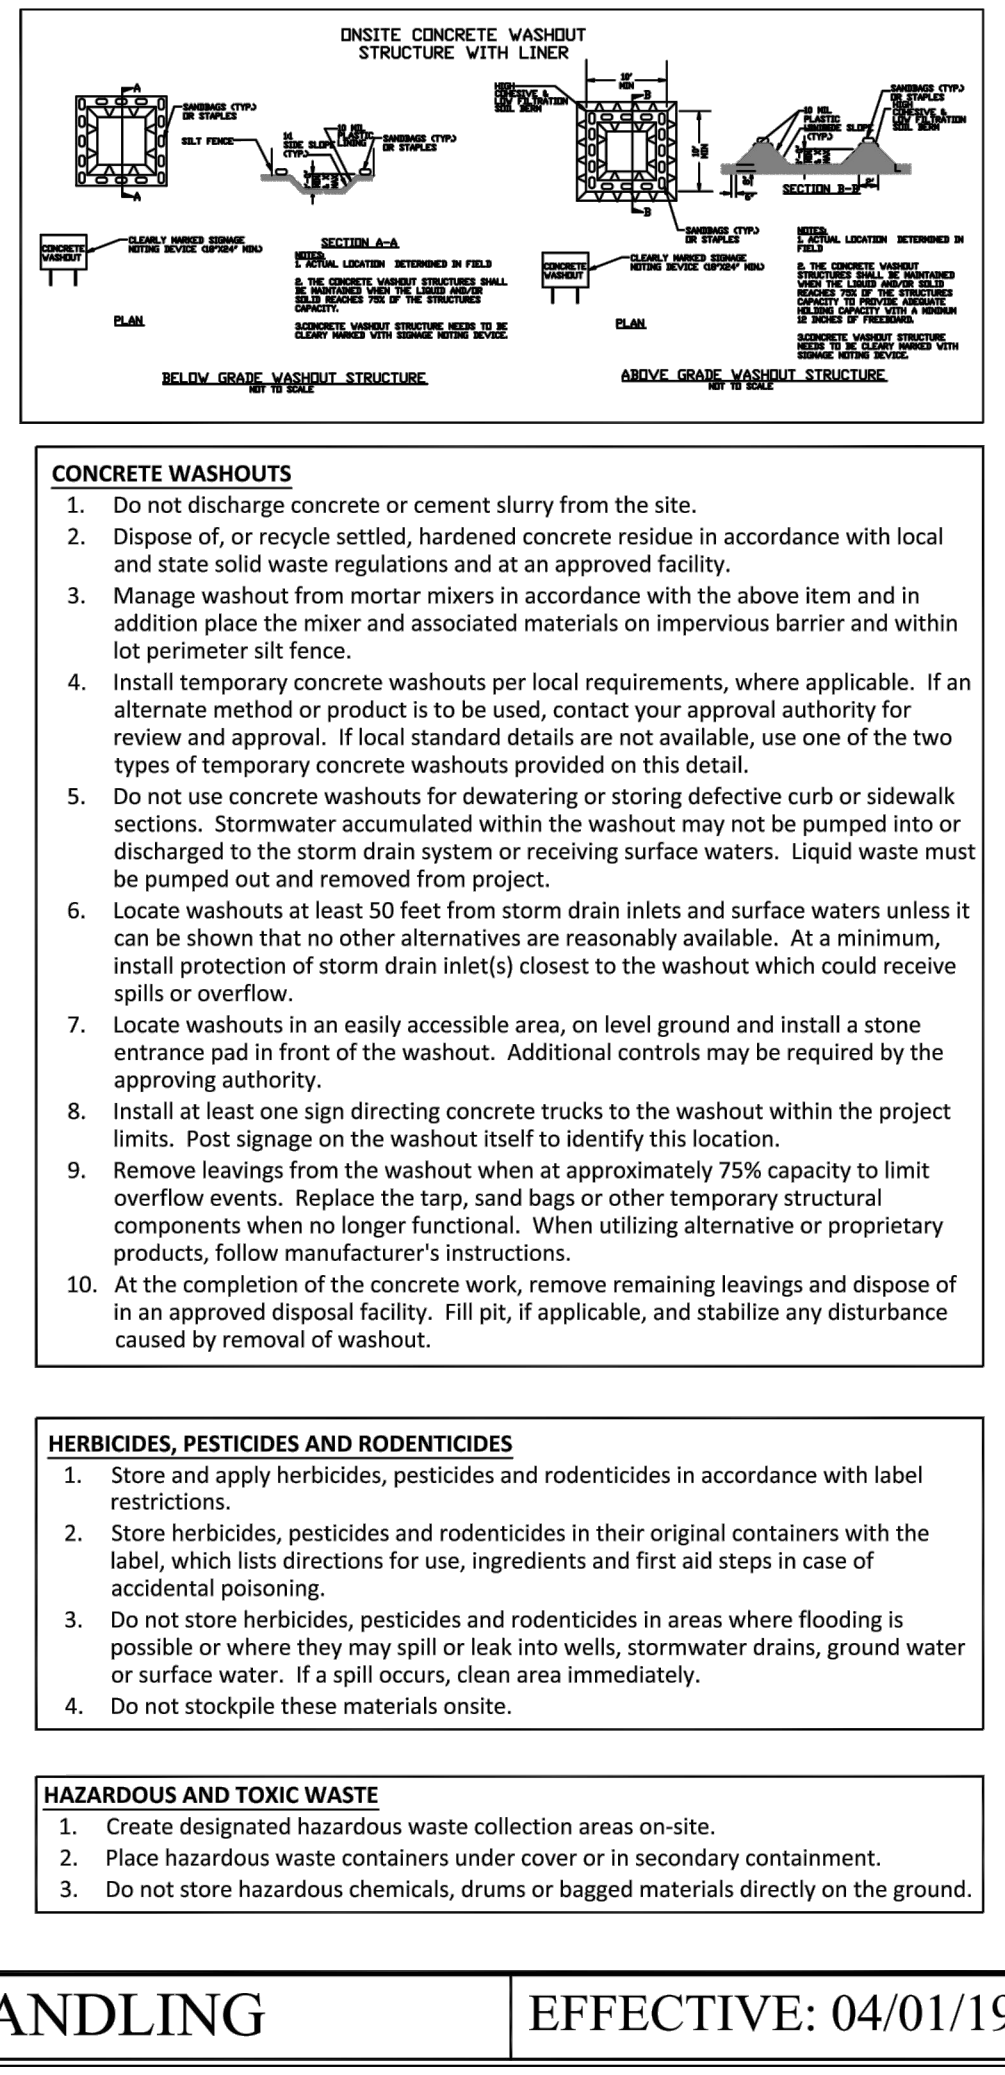 ONSITE CONCRETE WASHOUT
STRUCTURE WITH LINER
A
SANDBAGS (TYP.)
OR STAPLES
SILT FENCE
A
1:1
SIDE SLOPE
(TYP.)
10 MIL
PLASTIC
LINING
SANDBAGS (TYP.)
OR STAPLES
CONCRETE
WASHOUT
CLEARLY MARKED SIGNAGE
NOTING DEVICE (18"X24" MIN.)
PLAN
SECTION A-A
NOTES:
1. ACTUAL LOCATION DETERMINED IN FIELD
2. THE CONCRETE WASHOUT STRUCTURES SHALL
BE MAINTAINED WHEN THE LIQUID AND/OR
SOLID REACHES 75% OF THE STRUCTURES
CAPACITY.
3.CONCRETE WASHOUT STRUCTURE NEEDS TO BE
CLEARY MARKED WITH SIGNAGE NOTING DEVICE.
BELOW GRADE WASHOUT STRUCTURE
NOT TO SCALE
HIGH
COHESIVE &
LOW FILTRATION
SOIL BERM
10'
MIN
B
10'
MIN
B
SANDBAGS (TYP.)
OR STAPLES
CONCRETE
WASHOUT
CLEARLY MARKED SIGNAGE
NOTING DEVICE (18"X24" MIN.)
PLAN
10 MIL
PLASTIC
SLOPE
(TYP.)
SANDBAGS (TYP.)
OR STAPLES
HIGH
COHESIVE &
LOW FILTRATION
SOIL BERM
SECTION B-B
2'
NOTES:
1. ACTUAL LOCATION DETERMINED IN
FIELD
2. THE CONCRETE WASHOUT
STRUCTURES SHALL BE MAINTAINED
WHEN THE LIQUID AND/OR SOLID
REACHES 75% OF THE STRUCTURES
CAPACITY TO PROVIDE ADEQUATE
HOLDING CAPACITY WITH A MINIMUM
12 INCHES OF FREEBOARD.
3.CONCRETE WASHOUT STRUCTURE
NEEDS TO BE CLEARY MARKED WITH
SIGNAGE NOTING DEVICE.
ABOVE GRADE WASHOUT STRUCTURE
NOT TO SCALE
CONCRETE WASHOUTS
1. Do not discharge concrete or cement slurry from the site.
2. Dispose of, or recycle settled, hardened concrete residue in accordance with local
and state solid waste regulations and at an approved facility.
3. Manage washout from mortar mixers in accordance with the above item and in
addition place the mixer and associated materials on impervious barrier and within
lot perimeter silt fence.
4. Install temporary concrete washouts per local requirements, where applicable. If an
alternate method or product is to be used, contact your approval authority for
review and approval. If local standard details are not available, use one of the two
types of temporary concrete washouts provided on this detail.
5. Do not use concrete washouts for dewatering or storing defective curb or sidewalk
sections. Stormwater accumulated within the washout may not be pumped into or
discharged to the storm drain system or receiving surface waters. Liquid waste must
be pumped out and removed from project.
6. Locate washouts at least 50 feet from storm drain inlets and surface waters unless it
can be shown that no other alternatives are reasonably available. At a minimum,
install protection of storm drain inlet(s) closest to the washout which could receive
spills or overflow.
7. Locate washouts in an easily accessible area, on level ground and install a stone
entrance pad in front of the washout. Additional controls may be required by the
approving authority.
8. Install at least one sign directing concrete trucks to the washout within the project
limits. Post signage on the washout itself to identify this location.
9. Remove leavings from the washout when at approximately 75% capacity to limit
overflow events. Replace the tarp, sand bags or other temporary structural
components when no longer functional. When utilizing alternative or proprietary
products, follow manufacturer's instructions.
10. At the completion of the concrete work, remove remaining leavings and dispose of
in an approved disposal facility. Fill pit, if applicable, and stabilize any disturbance
caused by removal of washout.
HERBICIDES, PESTICIDES AND RODENTICIDES
1. Store and apply herbicides, pesticides and rodenticides in accordance with label
restrictions.
2. Store herbicides, pesticides and rodenticides in their original containers with the
label, which lists directions for use, ingredients and first aid steps in case of
accidental poisoning.
3. Do not store herbicides, pesticides and rodenticides in areas where flooding is
possible or where they may spill or leak into wells, stormwater drains, ground water
or surface water. If a spill occurs, clean area immediately.
4. Do not stockpile these materials onsite.
HAZARDOUS AND TOXIC WASTE
1. Create designated hazardous waste collection areas on-site.
2. Place hazardous waste containers under cover or in secondary containment.
3. Do not store hazardous chemicals, drums or bagged materials directly on the ground.
ANDLING
EFFECTIVE: 04/01/19